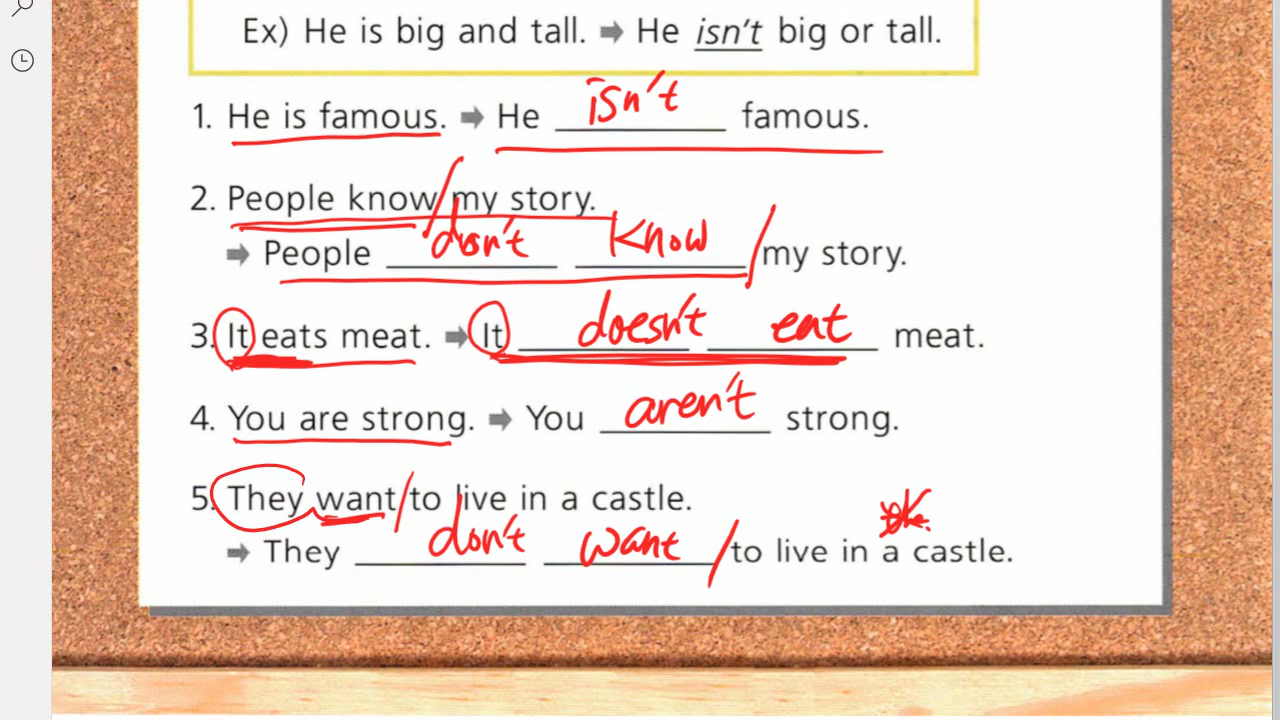 Ex) He is big and tall. ➡ He isn't big or tall.
1. He is famous. ➡ He isn't famous.
2. People know my story.
➡ People don't know my story.
3. It eats meat. ➡ It doesn't eat meat.
4. You are strong. ➡ You aren't strong.
5. They want to live in a castle.
➡ They don't want to live in a castle.